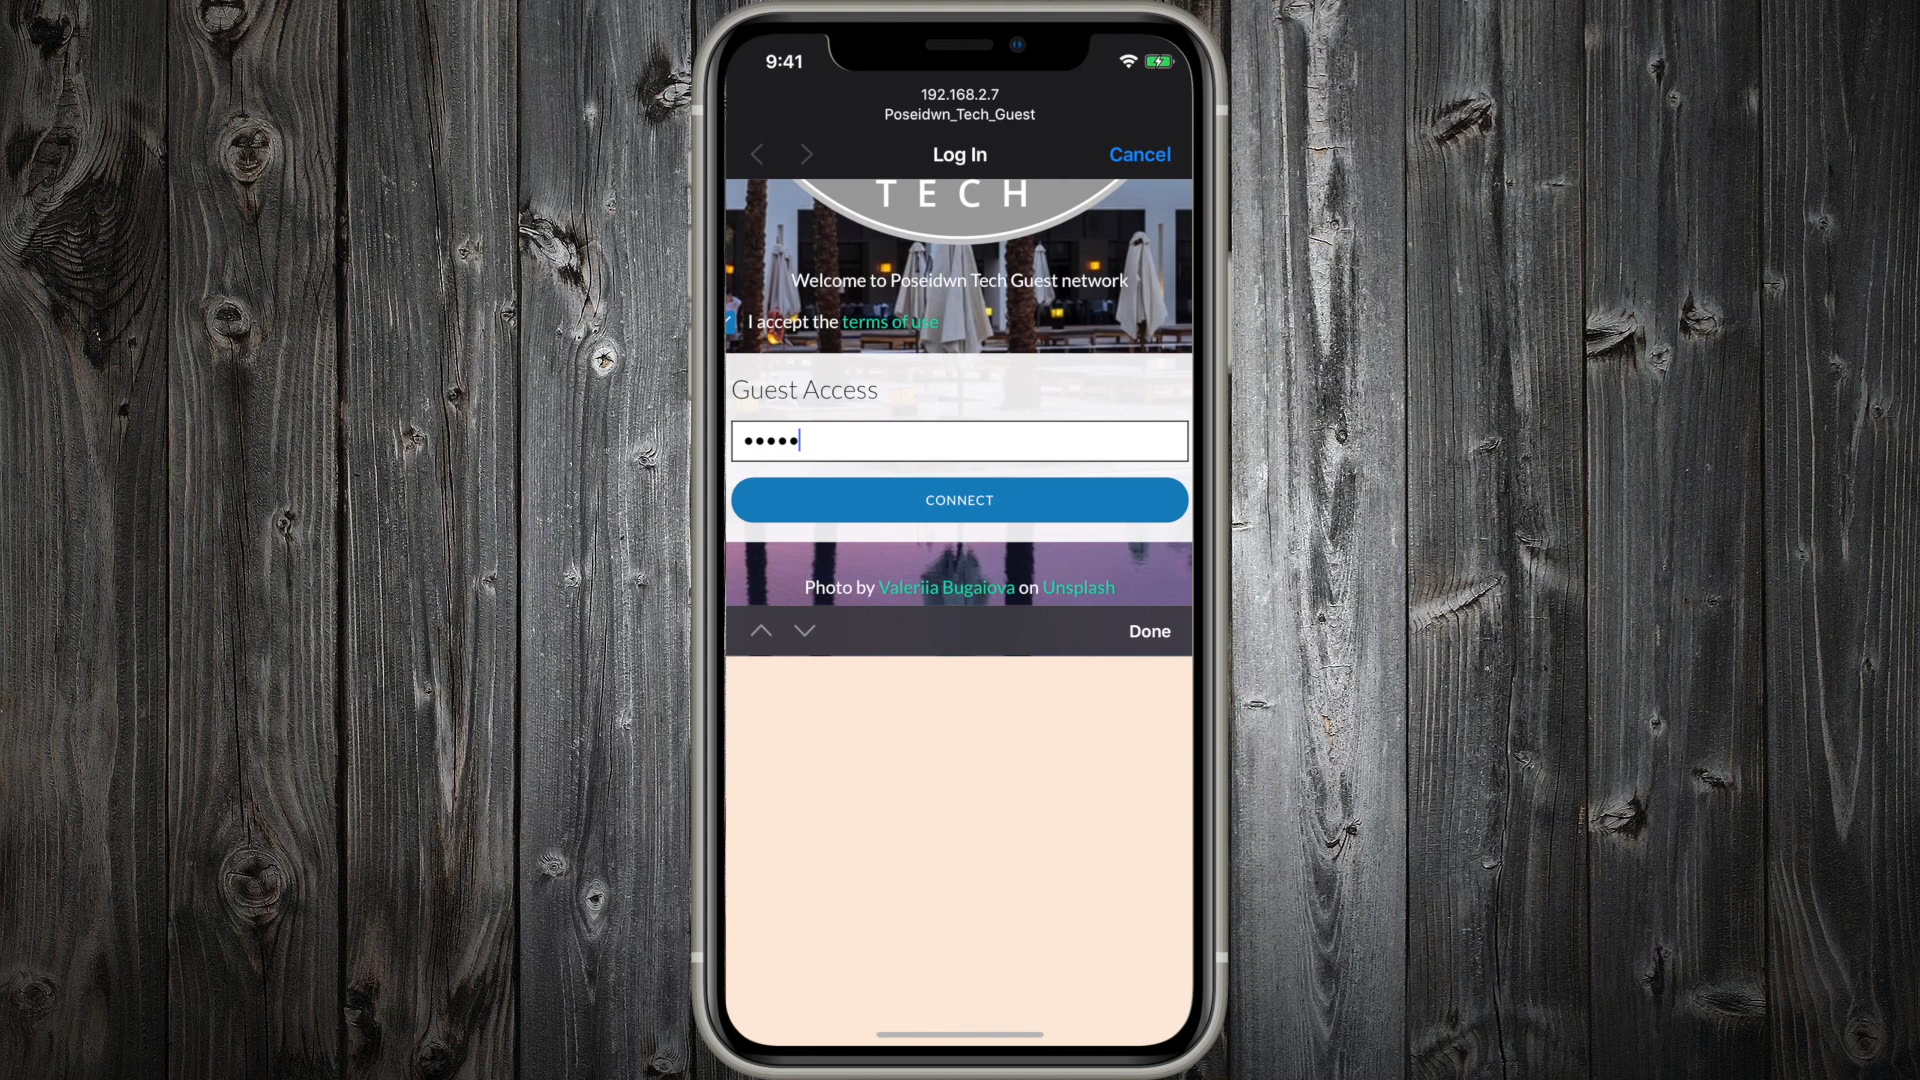 9:41
192.168.2.7
Poseidwn_Tech_Guest
Log In
Cancel
TECH
Welcome to Poseidwn Tech Guest network
I accept the terms of use
Guest Access
CONNECT
Photo by Valeriia Bugaiova on Unsplash
Done